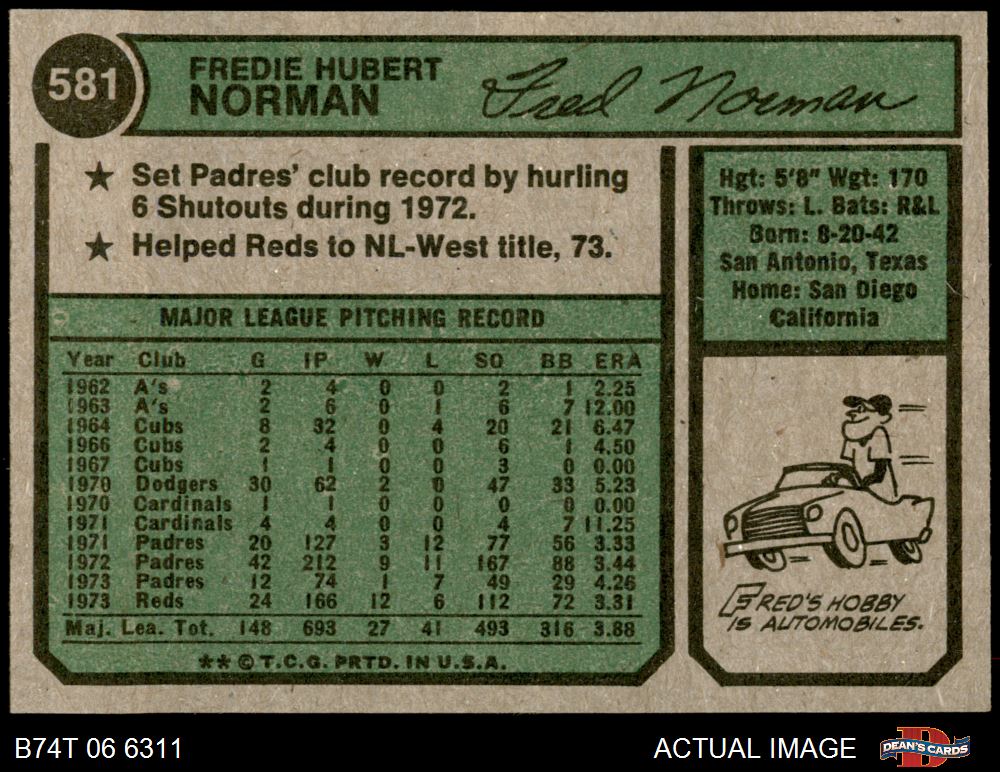 581
FREDIE HUBERT
NORMAN
Fred Norman
★ Set Padres' club record by hurling
6 Shutouts during 1972.
★ Helped Reds to NL-West title, 73.
MAJOR LEAGUE PITCHING RECORD
Year Club G IP W L SO BB ERA
1962 A's 2 4 0 0 2 1 2.25
1963 A's 2 6 0 1 6 7 12.00
1964 Cubs 8 32 0 4 20 21 6.47
1966 Cubs 2 4 0 0 6 1 4.50
1967 Cubs 1 1 0 0 3 0 0.00
1970 Dodgers 30 62 2 0 47 33 5.23
1970 Cardinals 1 1 0 0 0 0 0.00
1971 Cardinals 4 4 0 0 4 7 11.25
1971 Padres 20 127 3 12 77 56 3.33
1972 Padres 42 212 9 11 167 88 3.44
1973 Padres 12 74 1 7 49 29 4.26
1973 Reds 24 166 12 6 112 72 3.31
Maj. Lea. Tot. 148 693 27 41 493 316 3.88
** © T.C.G. PRTD. IN U.S.A.
Hgt: 5'8" Wgt: 170
Throws: L. Bats: R&L
Born: 8-20-42
San Antonio, Texas
Home: San Diego
California
FRED'S HOBBY
IS AUTOMOBILES.
B74T 06 6311
ACTUAL IMAGE
DEAN'S CARDS